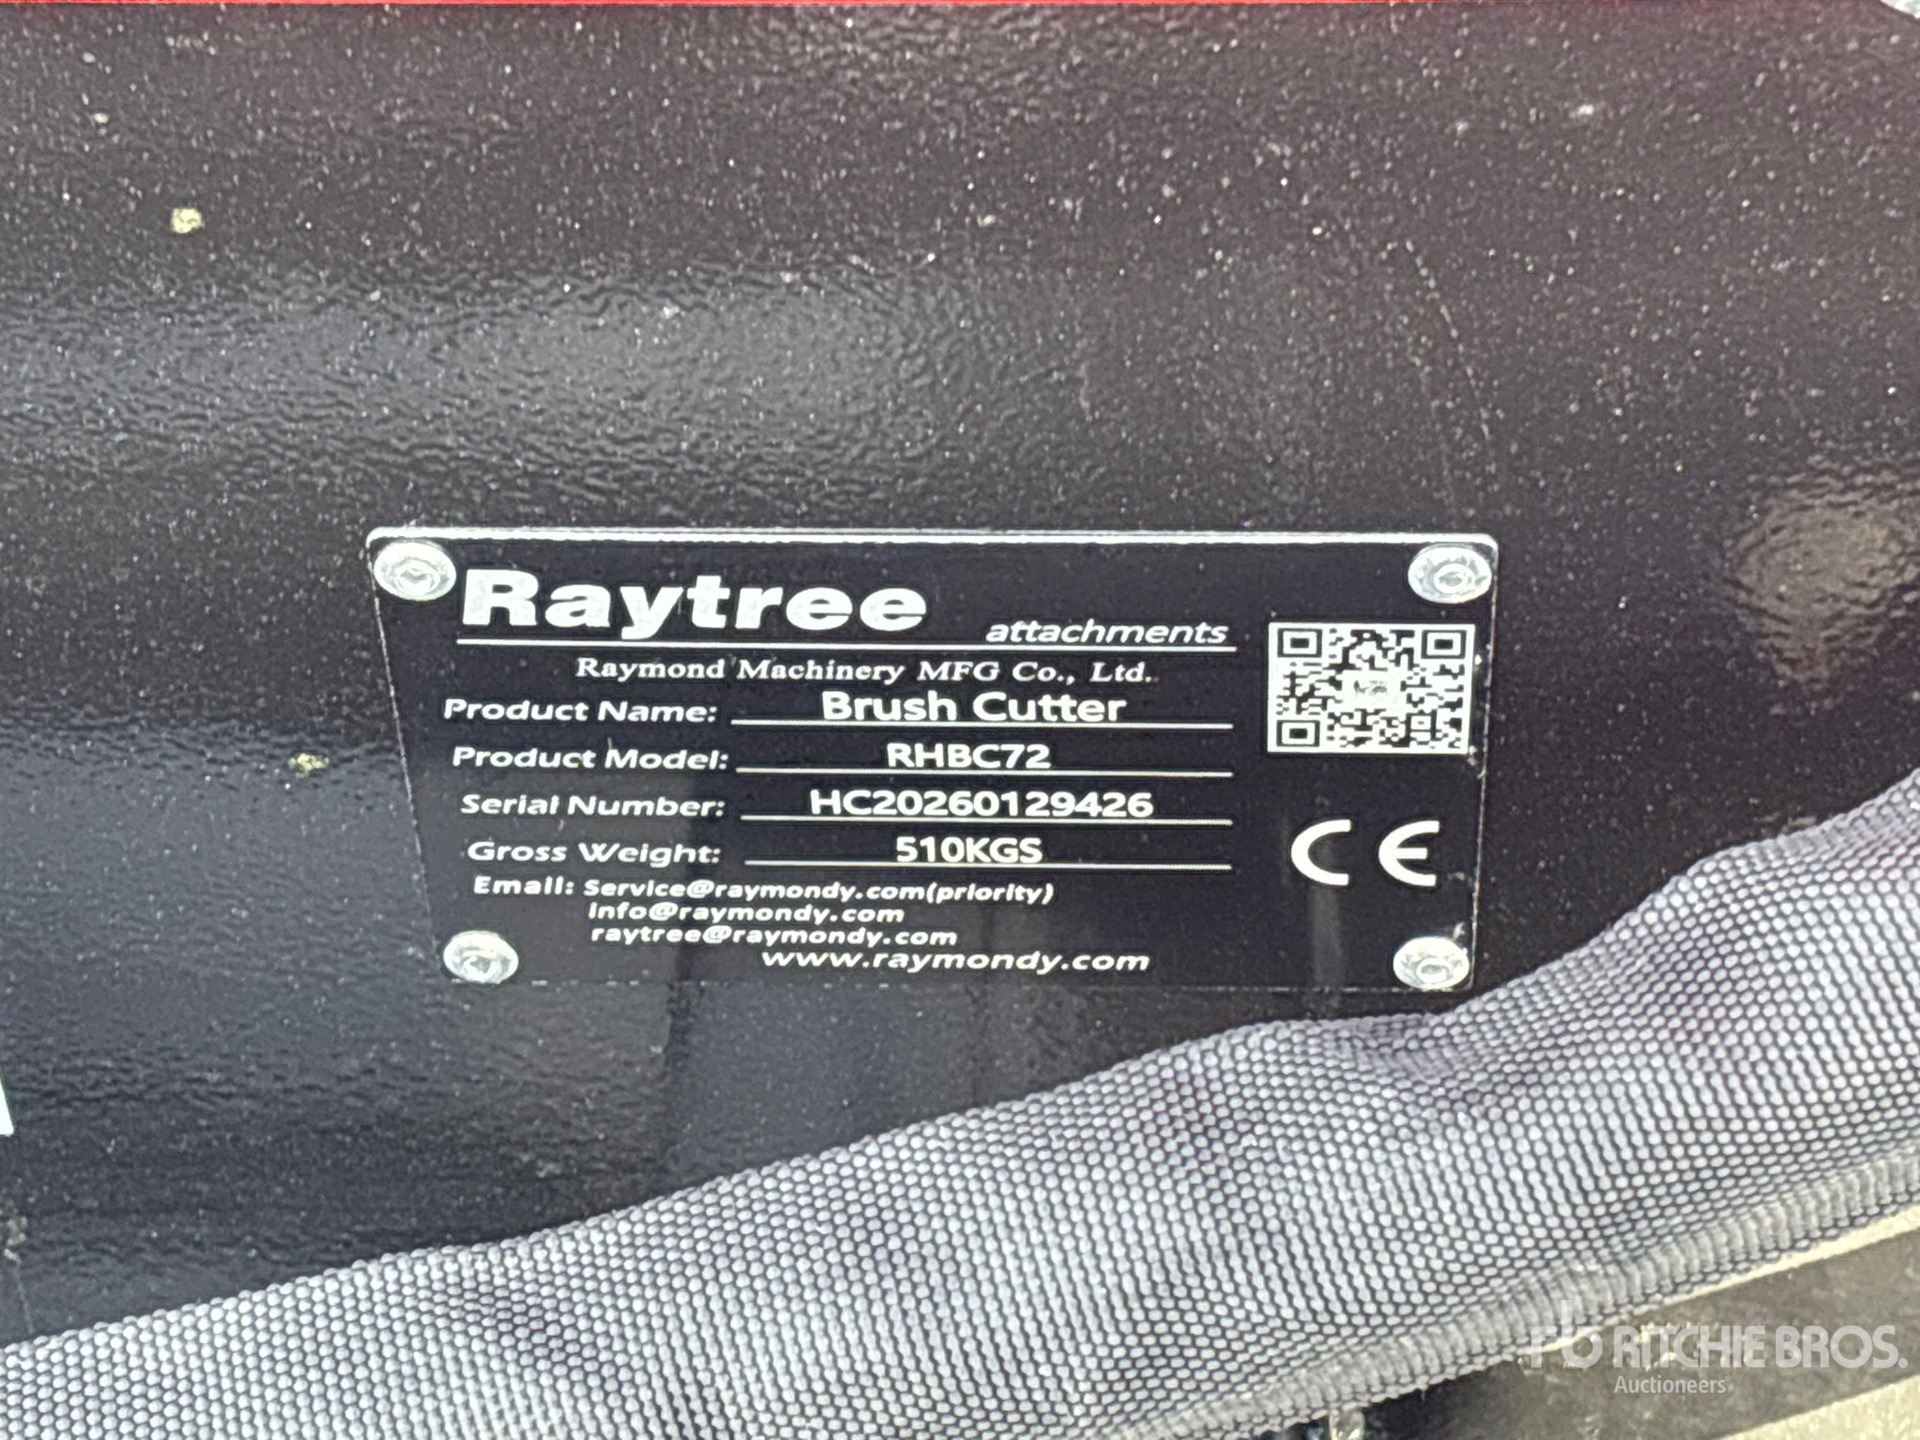 Raytree attachments
Raymond Machinery MFG Co., Ltd.
Product Name: Brush Cutter
Product Model: RHBC72
Serial Number: HC20260129426
Gross Weight: 510KGS
Email: Service@raymondy.com(priority)
info@raymondy.com
raytree@raymondy.com
www.raymondy.com
CE
rb RITCHIE BROS.
Auctioneers